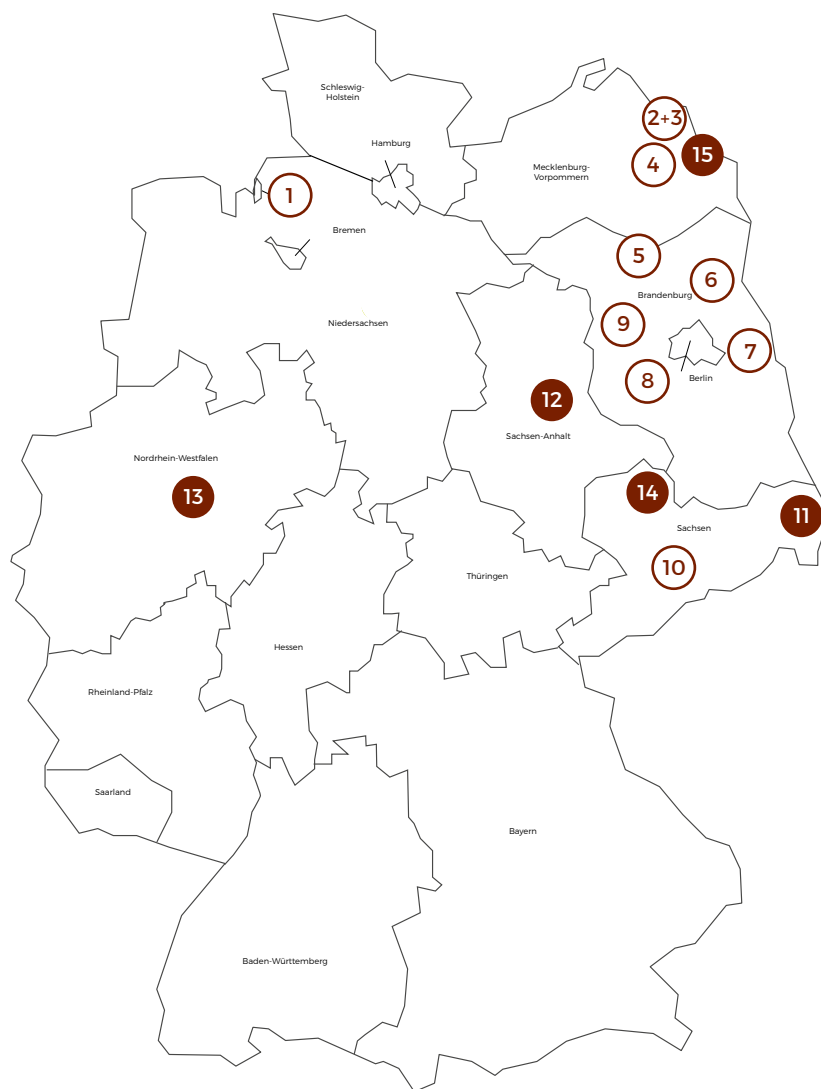 Schleswig-
Holstein
2+3
Hamburg
15
Mecklenburg-
Vorpommern
4
1
Bremen
5
6
Brandenburg
Niedersachsen
9
7
Berlin
8
12
Sachsen-Anhalt
Nordrhein-Westfalen
13
14
11
Sachsen
10
Thüringen
Hessen
Rheinland-Pfalz
Saarland
Bayern
Baden-Württemberg